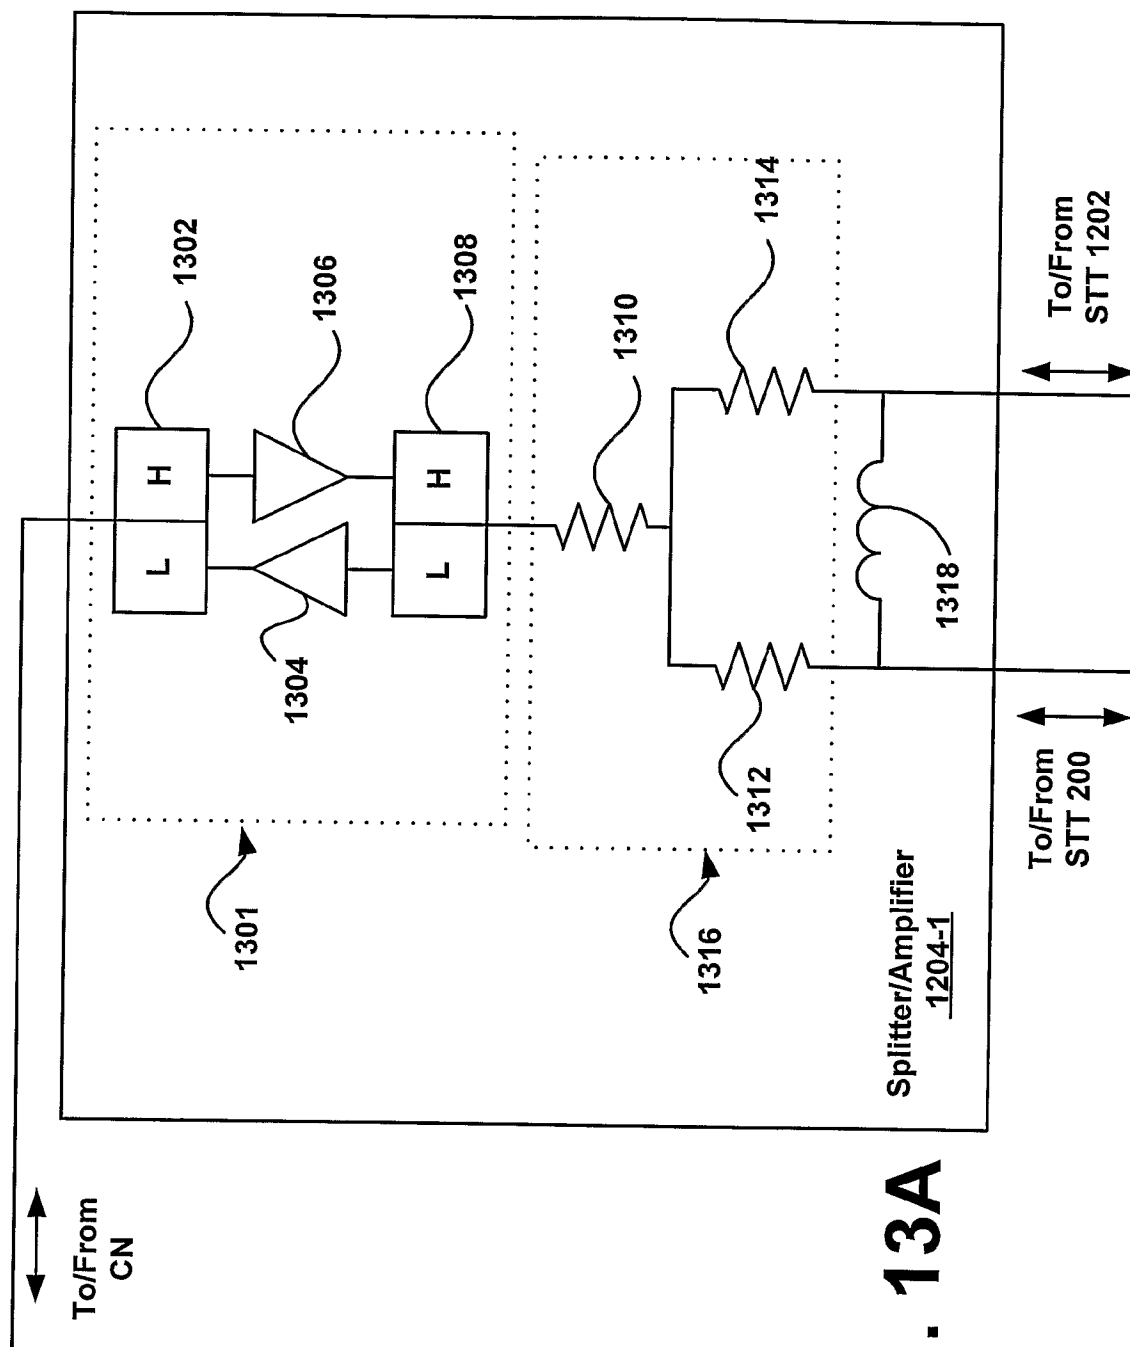 To/From
CN
1301
1302
H
L
1304
1306
H
L
1308
1310
1312
1314
1316
1318
Splitter/Amplifier
1204-1
To/From
STT 200
To/From
STT 1202
. 13A